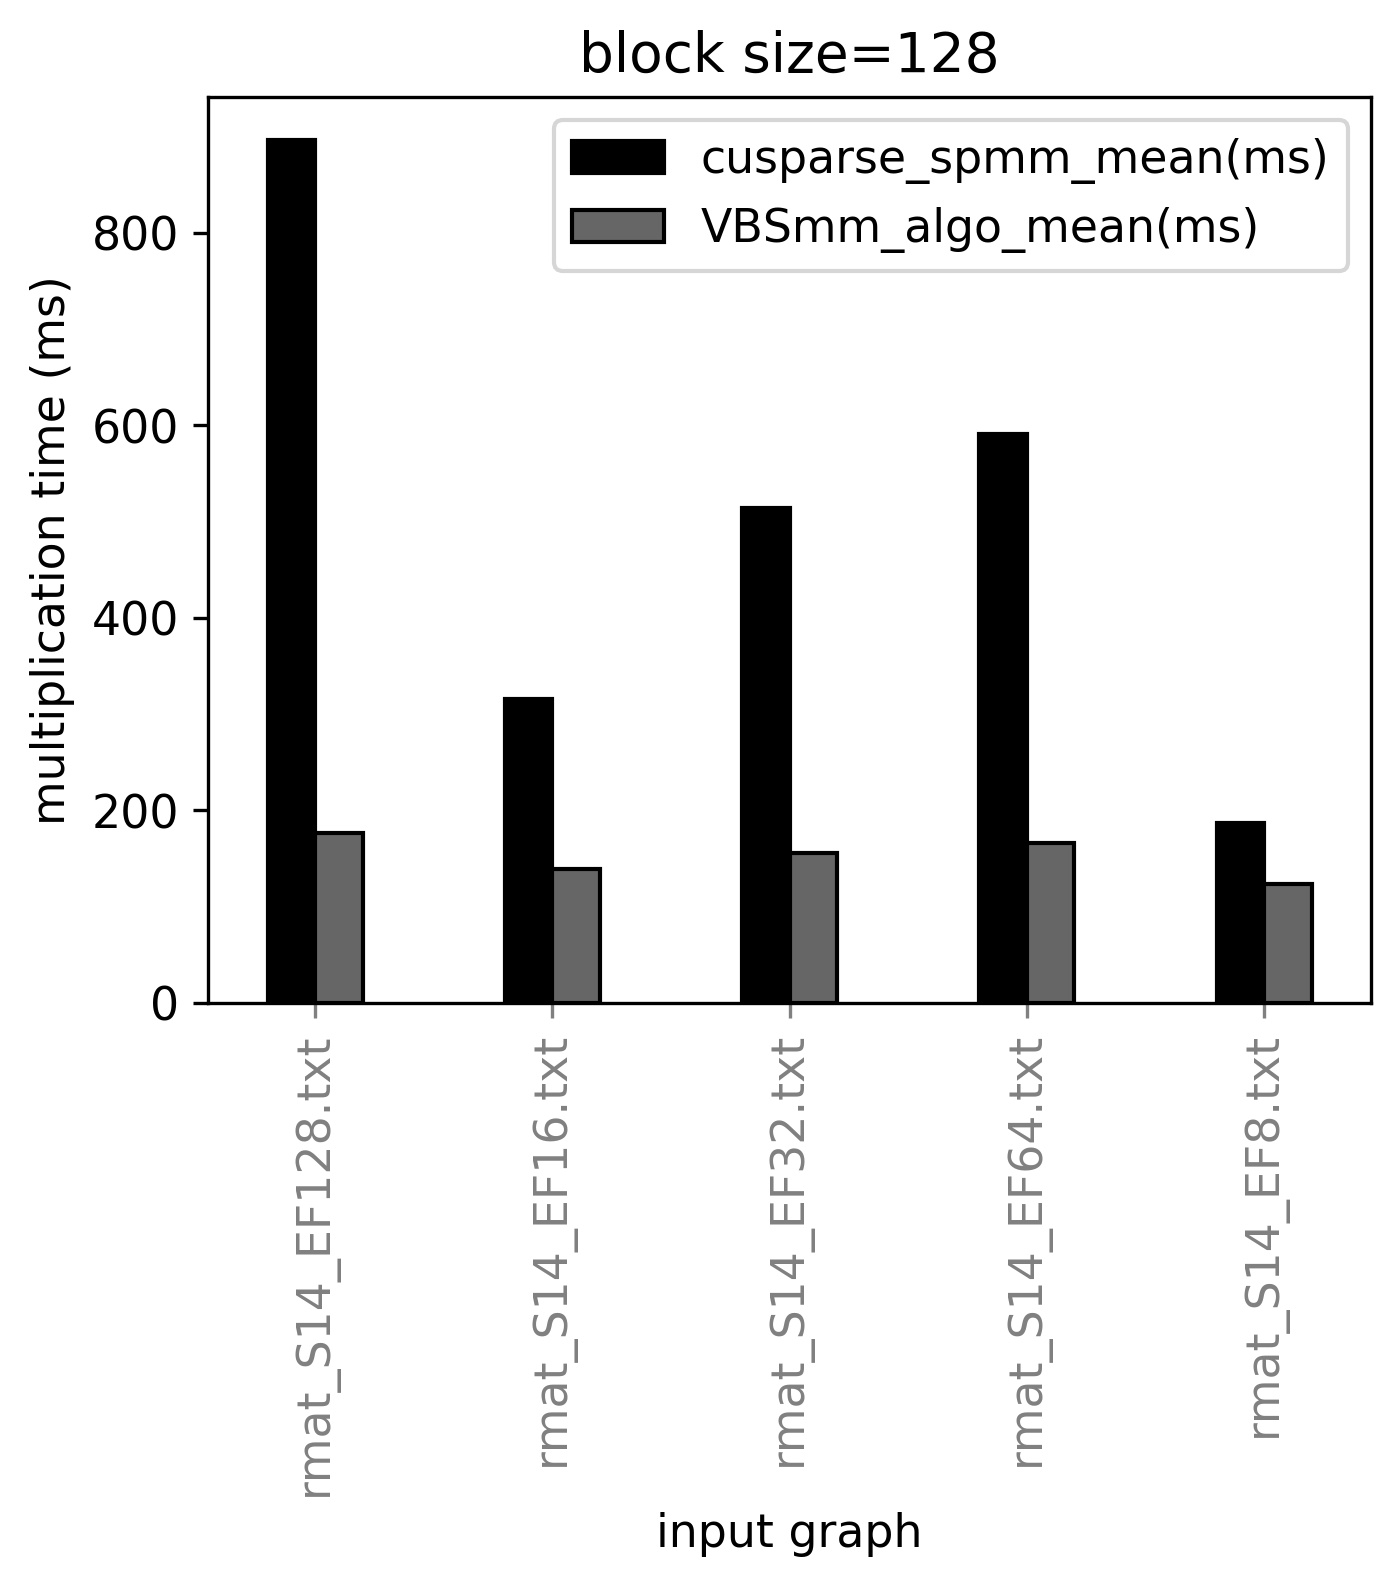 block size=128
cusparse_spmm_mean(ms)
VBSmm_algo_mean(ms)
multiplication time (ms)
800
600
400
200
0
rmat_S14_EF128.txt
rmat_S14_EF16.txt
rmat_S14_EF32.txt
rmat_S14_EF64.txt
rmat_S14_EF8.txt
input graph